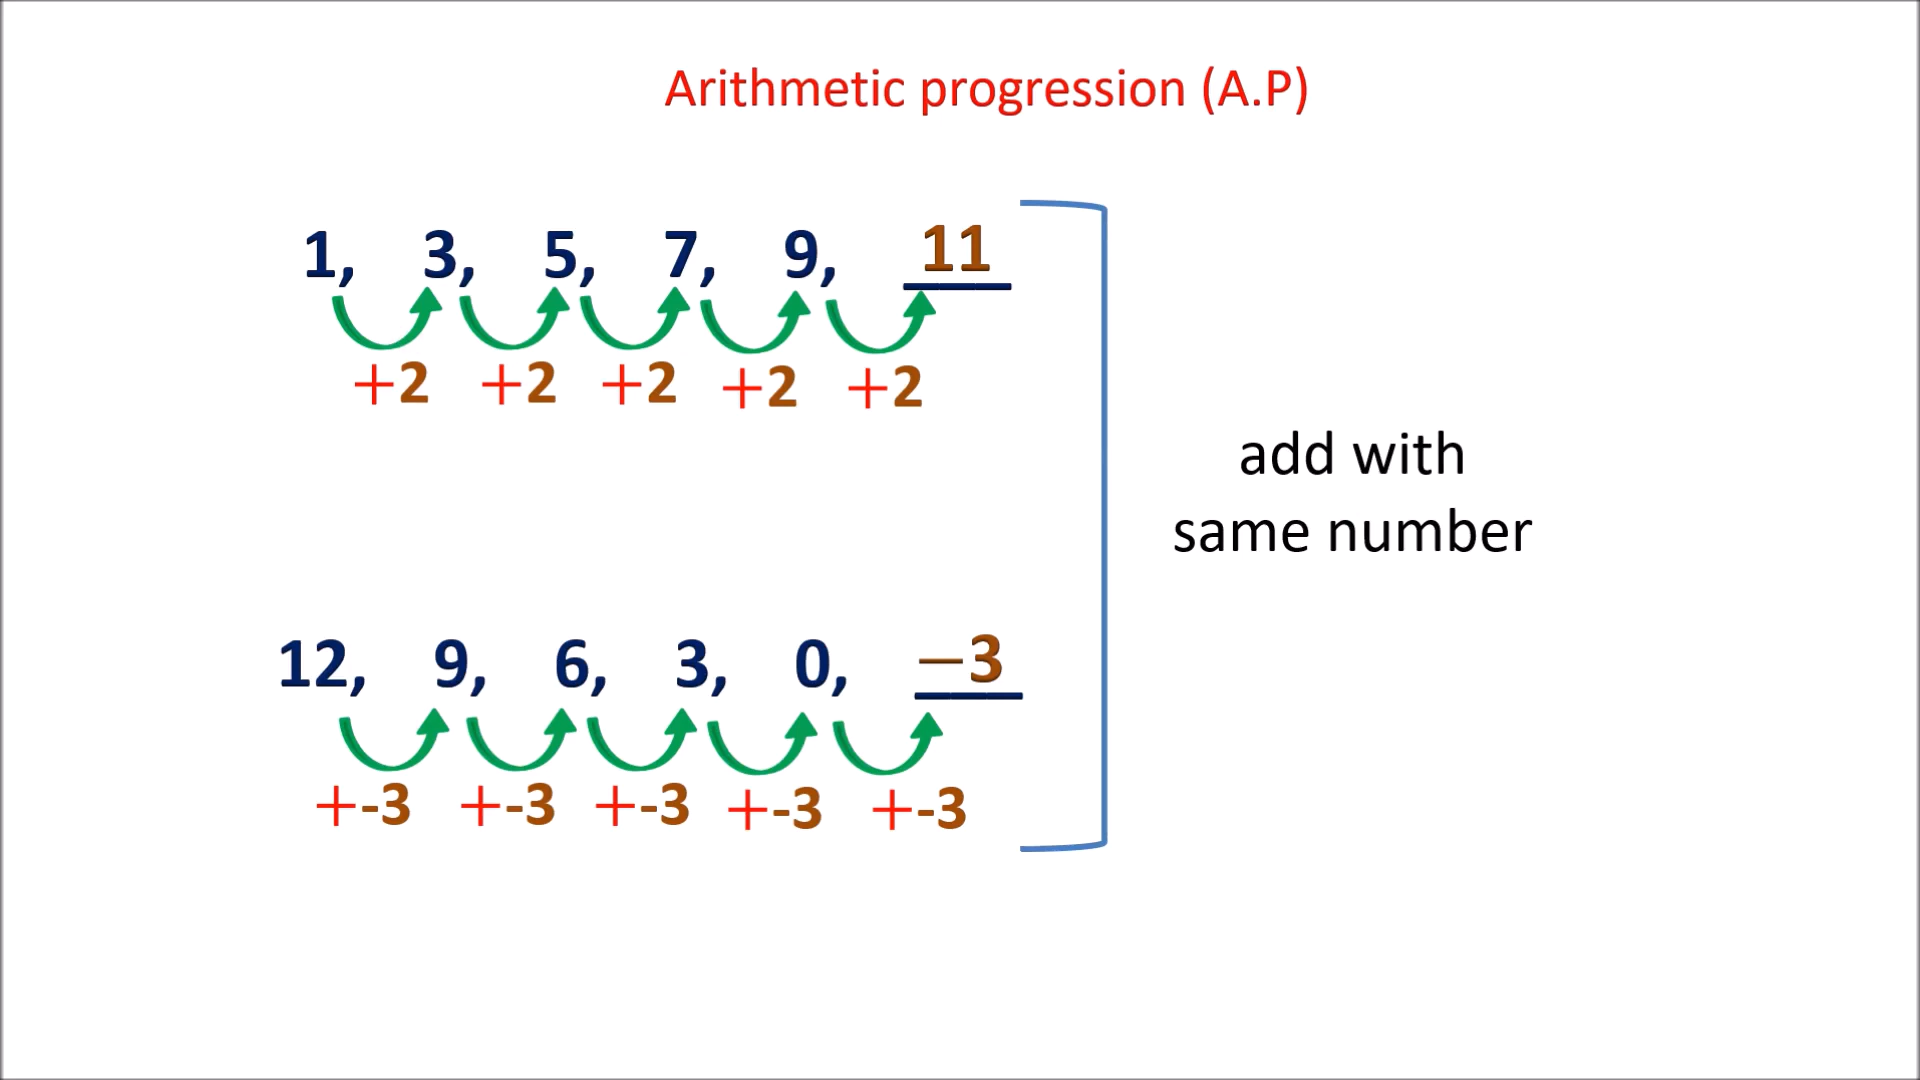 Arithmetic progression (A.P)
1, 3, 5, 7, 9, 11
+2 +2 +2 +2 +2
add with
same number
12, 9, 6, 3, 0, −3
+-3 +-3 +-3 +-3 +-3